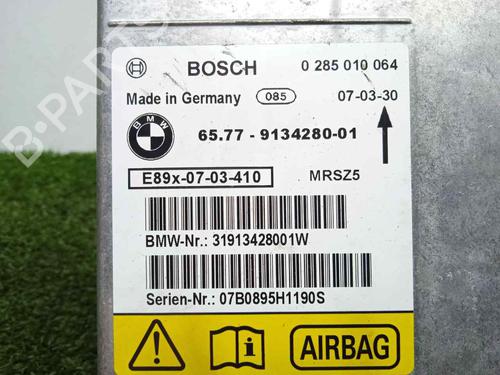 BOSCH 0 285 010 064
Made in Germany 085 07-03-30
BMW 65.77 - 9134280-01
E89x-07-03-410 MRSZ5
BMW-Nr.: 31913428001W
Serien-Nr.: 07B0895H1190S
AIRBAG
B-PARTS